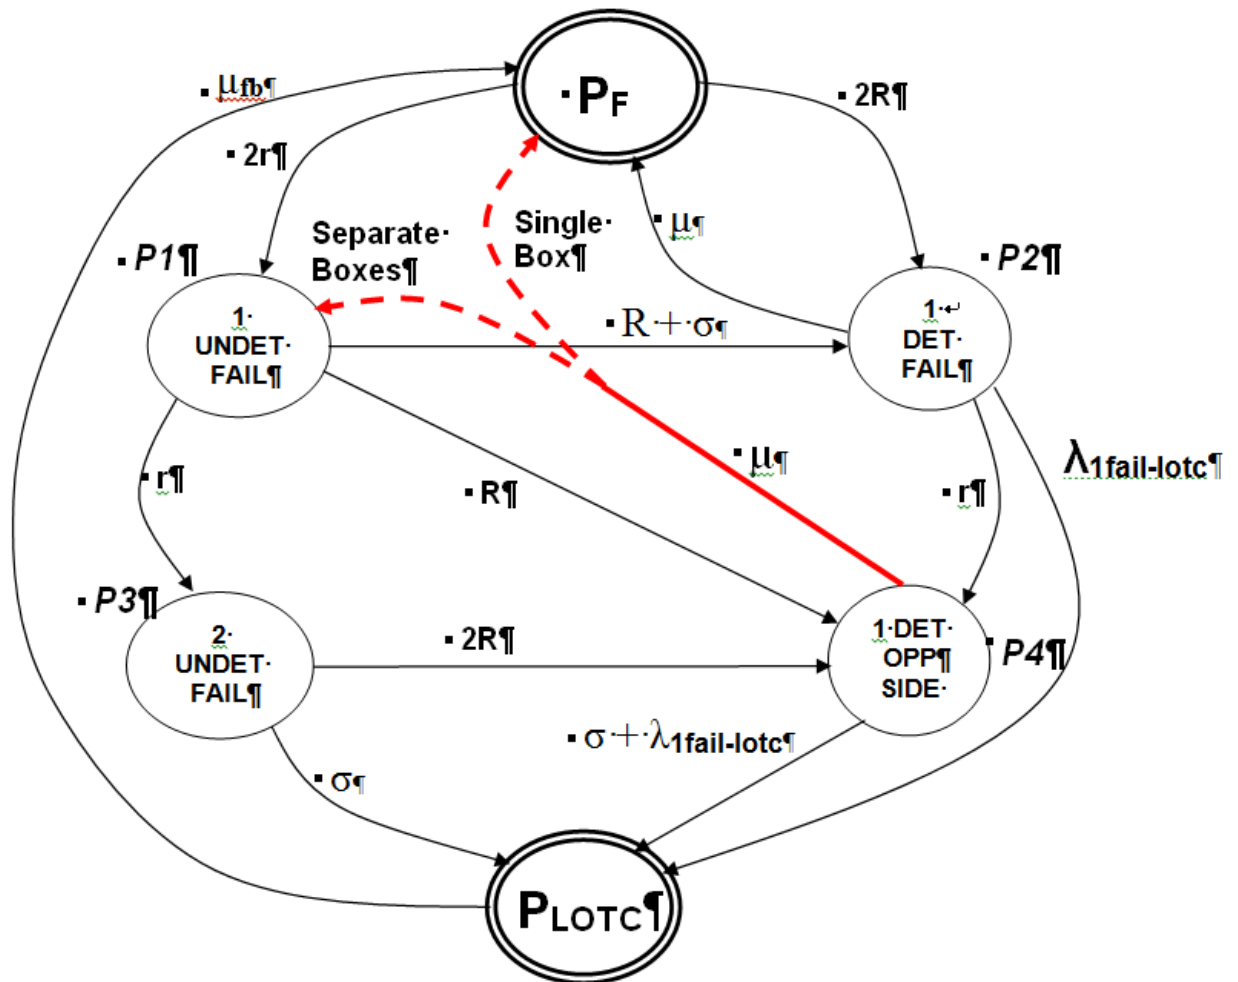 ▪ μfb¶
·PF
▪ 2R¶
▪ 2r¶
▪ μ¶
Separate·
Boxes¶
Single·
Box¶
▪ P1¶
▪ P2¶
1·
UNDET·
FAIL¶
▪ R·+·σ¶
1·↵
DET·
FAIL¶
▪ r¶
▪ R¶
▪ μ¶
▪ r¶
λ1fail-lotc¶
▪ P3¶
2·
UNDET·
FAIL¶
▪ 2R¶
1·DET·
OPP¶
SIDE·
▪ P4¶
▪ σ·+·λ1fail-lotc¶
▪ σ¶
PLOTC¶